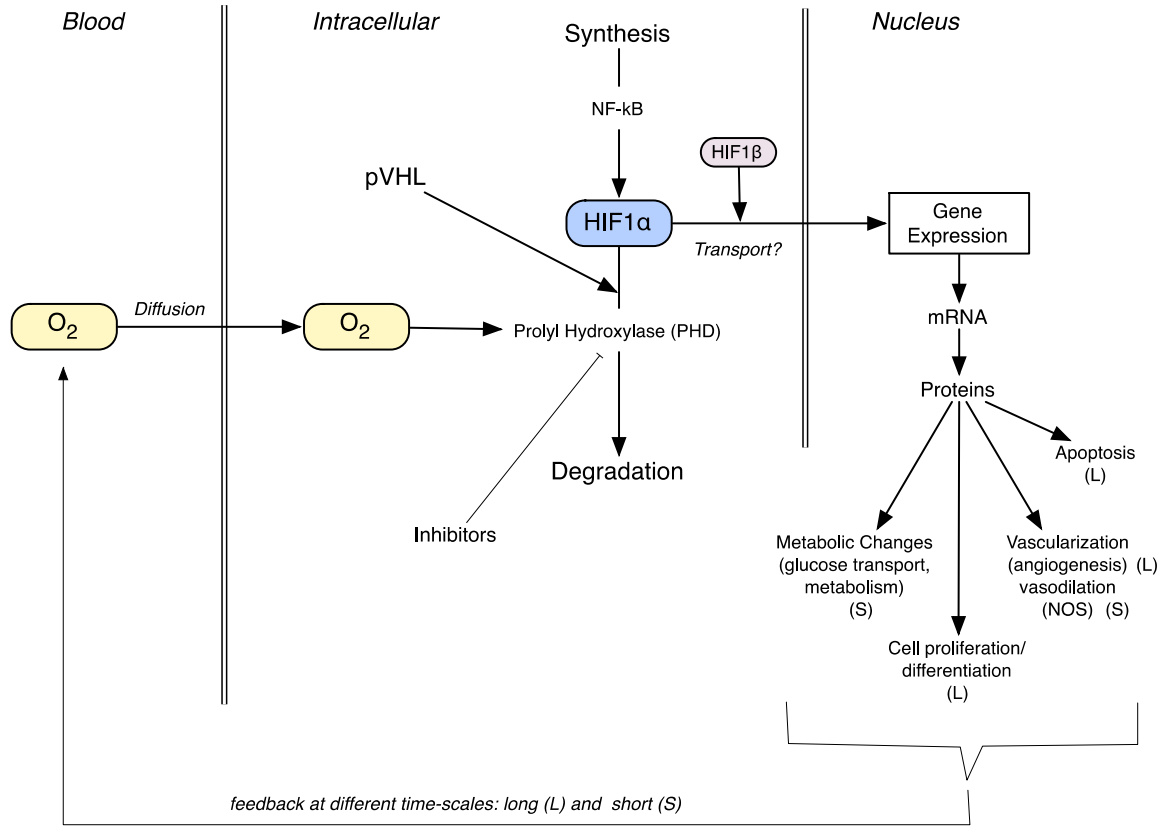 Blood
Intracellular
Nucleus
Synthesis
NF-kB
HIF1β
pVHL
HIF1α
Transport?
Gene
Expression
O2
Diffusion
O2
Prolyl Hydroxylase (PHD)
mRNA
Proteins
Degradation
Apoptosis
(L)
Inhibitors
Metabolic Changes
(glucose transport,
metabolism)
(S)
Vascularization
(angiogenesis) (L)
vasodilation
(NOS) (S)
Cell proliferation/
differentiation
(L)
feedback at different time-scales: long (L) and short (S)